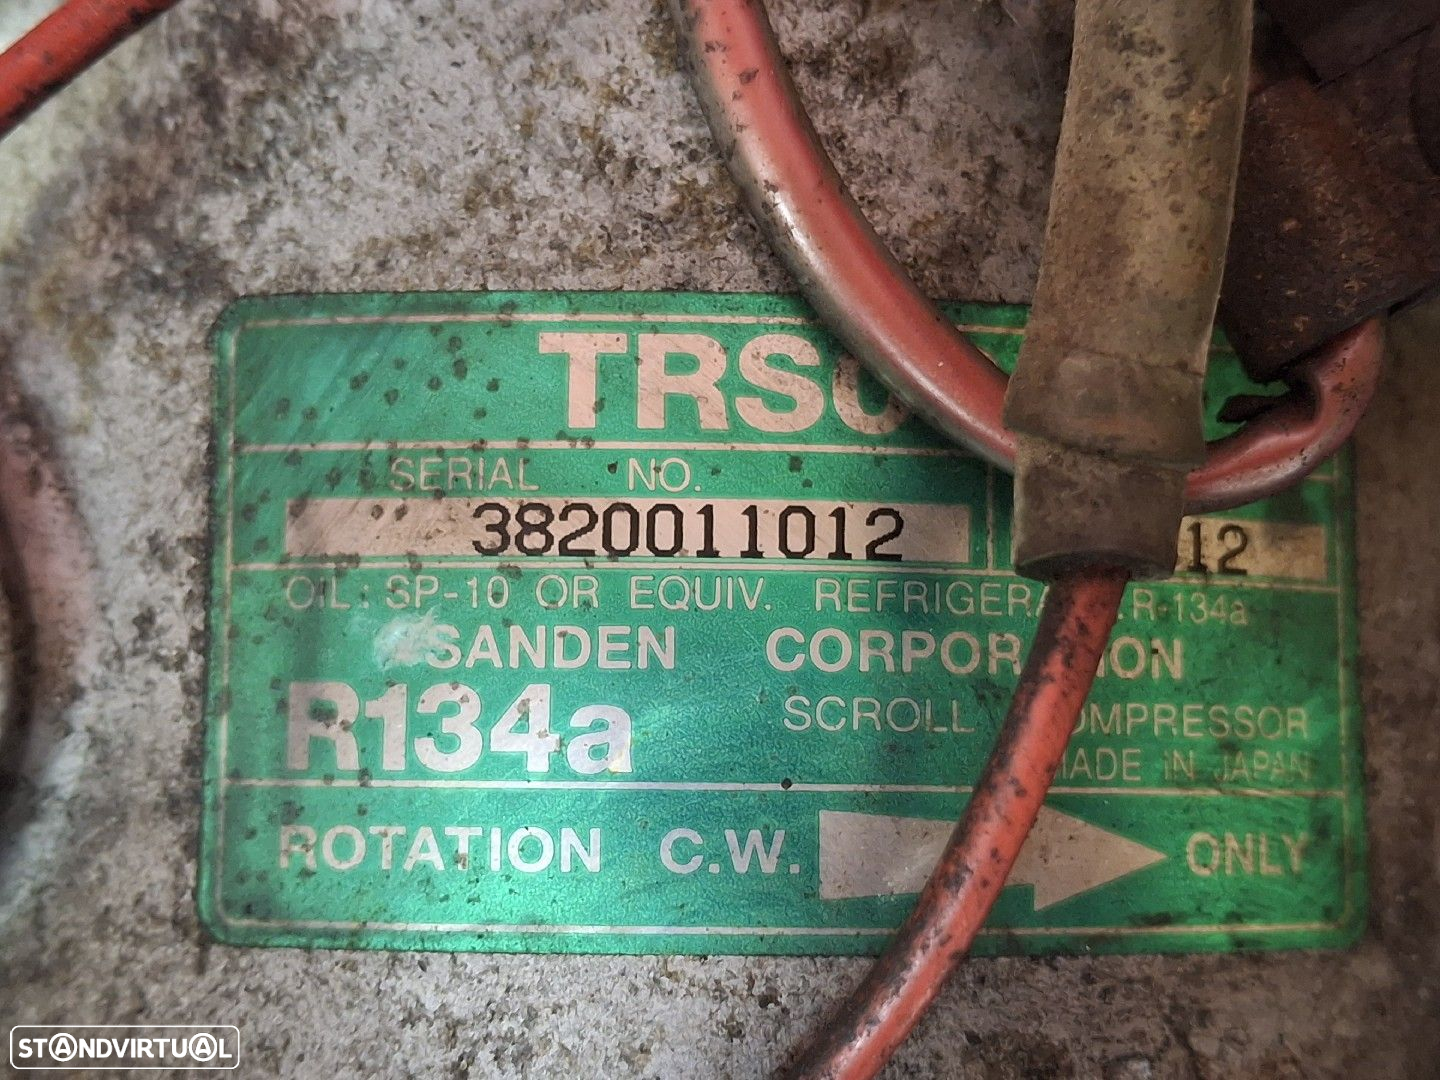 TRS
SERIAL NO.
3820011012 12
OIL: SP-10 OR EQUIV. REFRIGERA R-134a
SANDEN CORPOR ION
R134a SCROLL OMPRESSOR
MADE IN JAPAN
ROTATION C.W. ONLY
STANDVIRTUAL